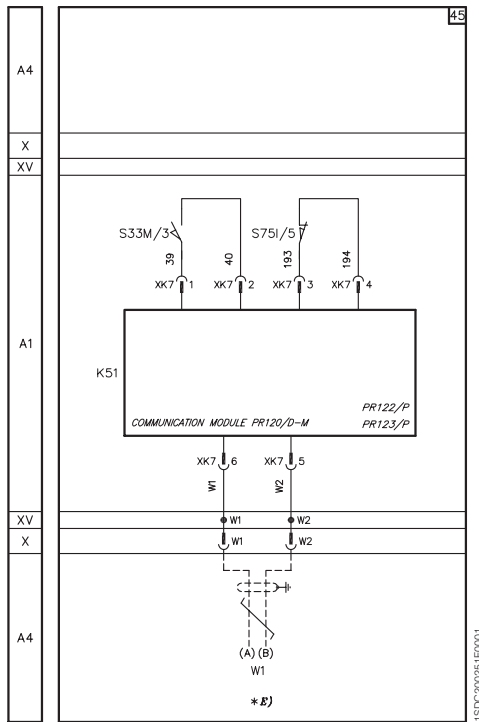 45
A4
X
XV
S33M/3
S75I/5
39
40
193
194
XK7 1
XK7 2
XK7 3
XK7 4
A1
K51
PR122/P
COMMUNICATION MODULE PR120/D-M
PR123/P
XK7 6
XK7 5
W1
W2
XV
W1
W2
X
W1
W2
A4
(A) (B)
W1
*E)
1SDC200251F0001